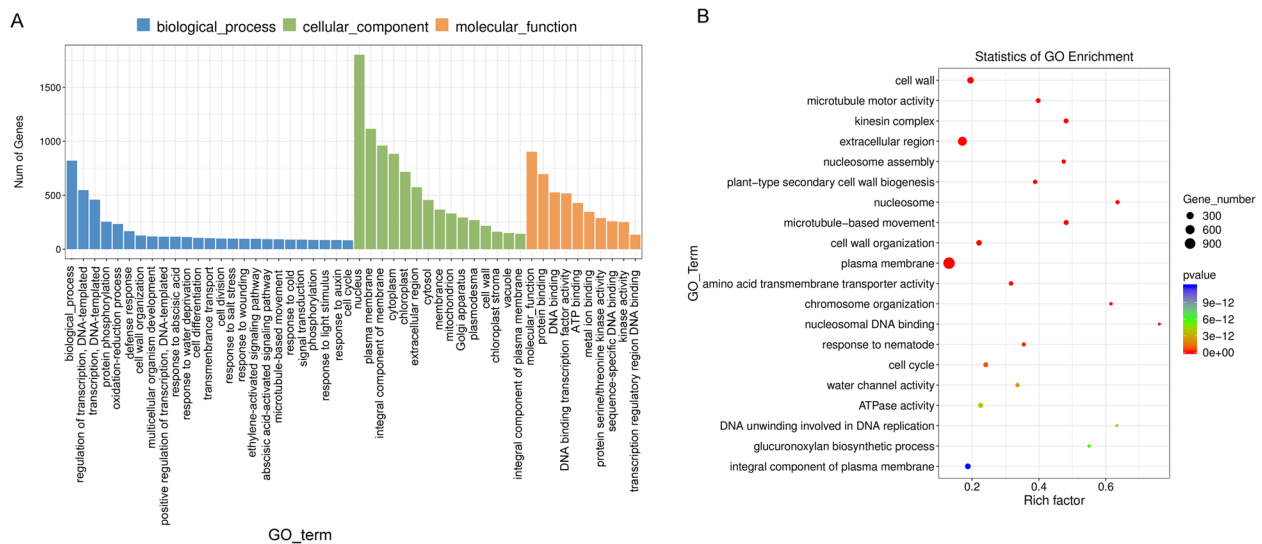 A
biological_process cellular_component molecular_function
Num of Genes
1500
1000
500
0
biological_process
regulation of transcription, DNA-templated
transcription, DNA-templated
protein phosphorylation
oxidation-reduction process
defense response
cell wall organization
multicellular organism development
positive regulation of transcription, DNA-templated
response to abscisic acid
response to water deprivation
cell differentiation
transmembrane transport
cell division
response to salt stress
response to wounding
ethylene-activated signaling pathway
abscisic acid-activated signaling pathway
microtubule-based movement
response to cold
signal transduction
phosphorylation
response to light stimulus
response to auxin
cell cycle
nucleus
plasma membrane
integral component of membrane
cytoplasm
chloroplast
extracellular region
cytosol
membrane
mitochondrion
Golgi apparatus
plasmodesma
cell wall
chloroplast stroma
vacuole
integral component of plasma membrane
molecular_function
protein binding
DNA binding
DNA binding transcription factor activity
ATP binding
metal ion binding
protein serine/threonine kinase activity
sequence-specific DNA binding
kinase activity
transcription regulatory region DNA binding
GO_term
B
Statistics of GO Enrichment
GO_Term
cell wall
microtubule motor activity
kinesin complex
extracellular region
nucleosome assembly
plant−type secondary cell wall biogenesis
nucleosome
microtubule−based movement
cell wall organization
plasma membrane
amino acid transmembrane transporter activity
chromosome organization
nucleosomal DNA binding
response to nematode
cell cycle
water channel activity
ATPase activity
DNA unwinding involved in DNA replication
glucuronoxylan biosynthetic process
integral component of plasma membrane
0.2 0.4 0.6
Rich factor
Gene_number
300
600
900
pvalue
9e−12
6e−12
3e−12
0e+00